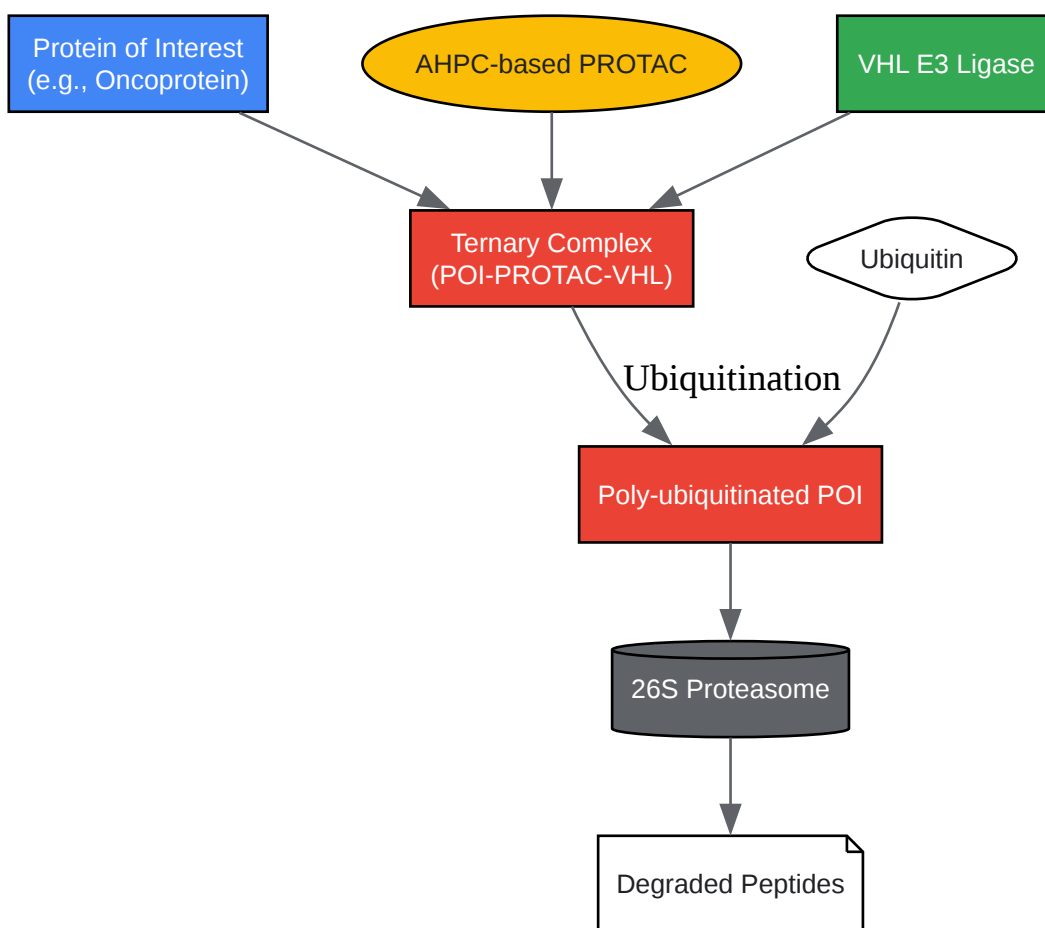 Protein of Interest
(e.g., Oncoprotein)
AHPC-based PROTAC
VHL E3 Ligase
Ternary Complex
(POI-PROTAC-VHL)
Ubiquitin
Ubiquitination
Poly-ubiquitinated POI
26S Proteasome
Degraded Peptides